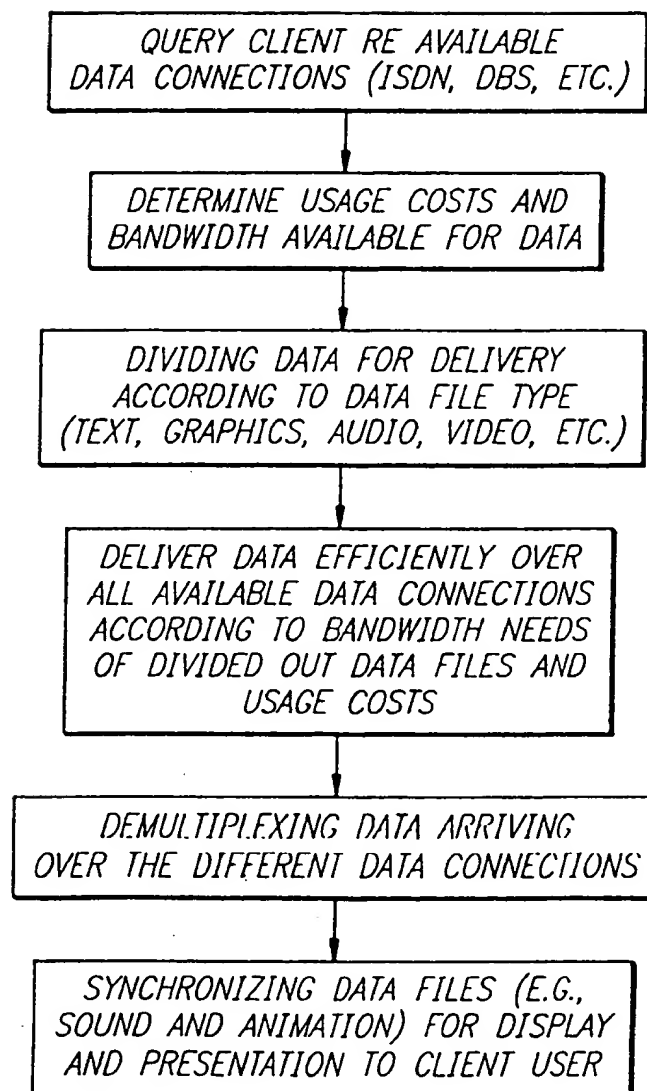 QUERY CLIENT RE AVAILABLE
DATA CONNECTIONS (ISDN, DBS, ETC.)
DETERMINE USAGE COSTS AND
BANDWIDTH AVAILABLE FOR DATA
DIVIDING DATA FOR DELIVERY
ACCORDING TO DATA FILE TYPE
(TEXT, GRAPHICS, AUDIO, VIDEO, ETC.)
DELIVER DATA EFFICIENTLY OVER
ALL AVAILABLE DATA CONNECTIONS
ACCORDING TO BANDWIDTH NEEDS
OF DIVIDED OUT DATA FILES AND
USAGE COSTS
DEMULTIPLEXING DATA ARRIVING
OVER THE DIFFERENT DATA CONNECTIONS
SYNCHRONIZING DATA FILES (E.G.,
SOUND AND ANIMATION) FOR DISPLAY
AND PRESENTATION TO CLIENT USER